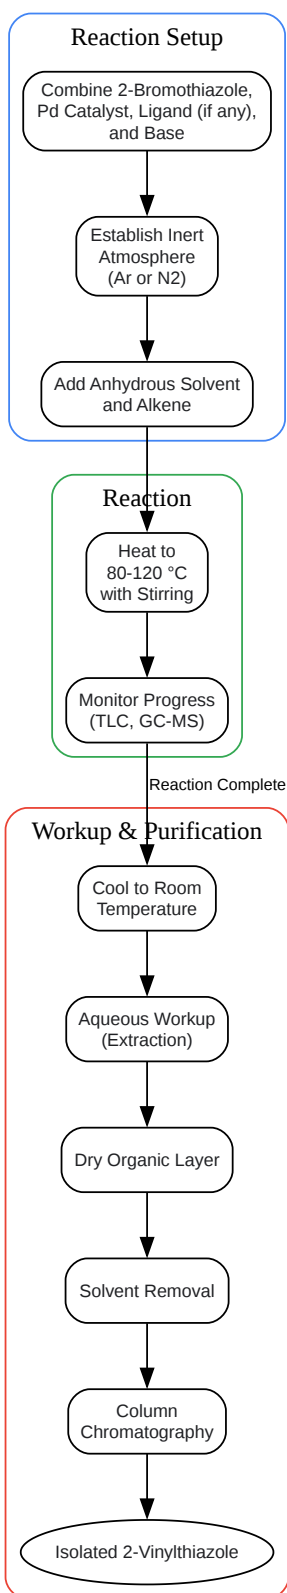 Reaction Setup
Combine 2-Bromothiazole,
Pd Catalyst, Ligand (if any),
and Base
Establish Inert
Atmosphere
(Ar or N2)
Add Anhydrous Solvent
and Alkene
Reaction
Heat to
80-120 °C
with Stirring
Monitor Progress
(TLC, GC-MS)
Reaction Complete
Workup & Purification
Cool to Room
Temperature
Aqueous Workup
(Extraction)
Dry Organic Layer
Solvent Removal
Column
Chromatography
Isolated 2-Vinylthiazole